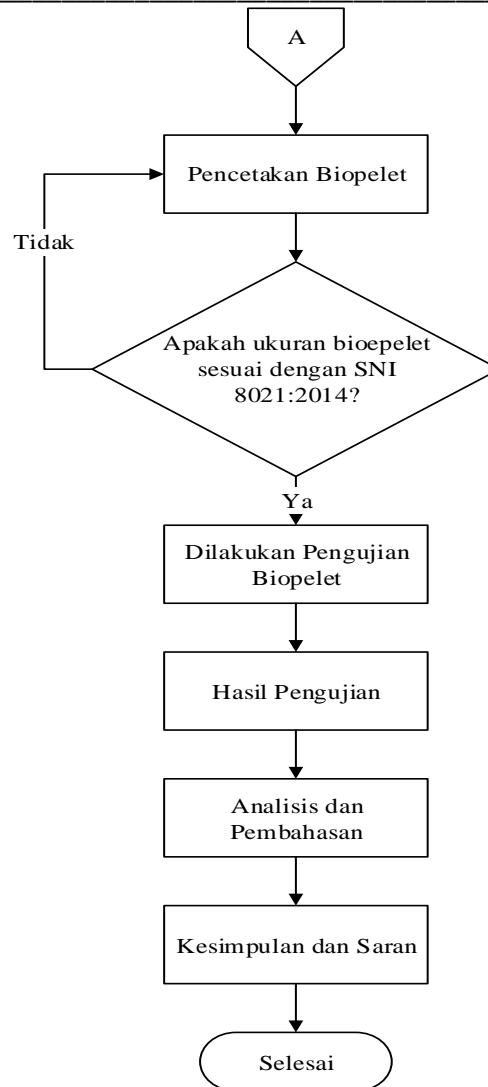 A
Pencetakan Biopelet
Tidak
Apakah ukuran bioepelet
sesuai dengan SNI
8021:2014?
Ya
Dilakukan Pengujian
Biopelet
Hasil Pengujian
Analisis dan
Pembahasan
Kesimpulan dan Saran
Selesai